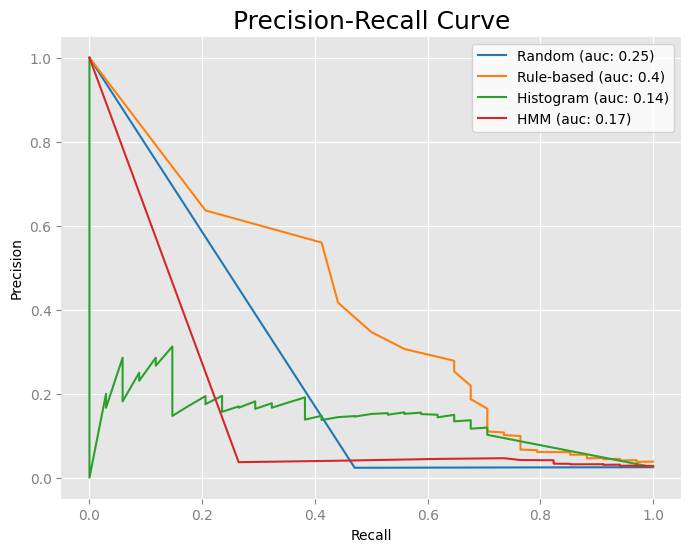 Precision-Recall Curve
Random (auc: 0.25)
Rule-based (auc: 0.4)
Histogram (auc: 0.14)
HMM (auc: 0.17)
Precision
1.0
0.8
0.6
0.4
0.2
0.0
0.0 0.2 0.4 0.6 0.8 1.0
Recall